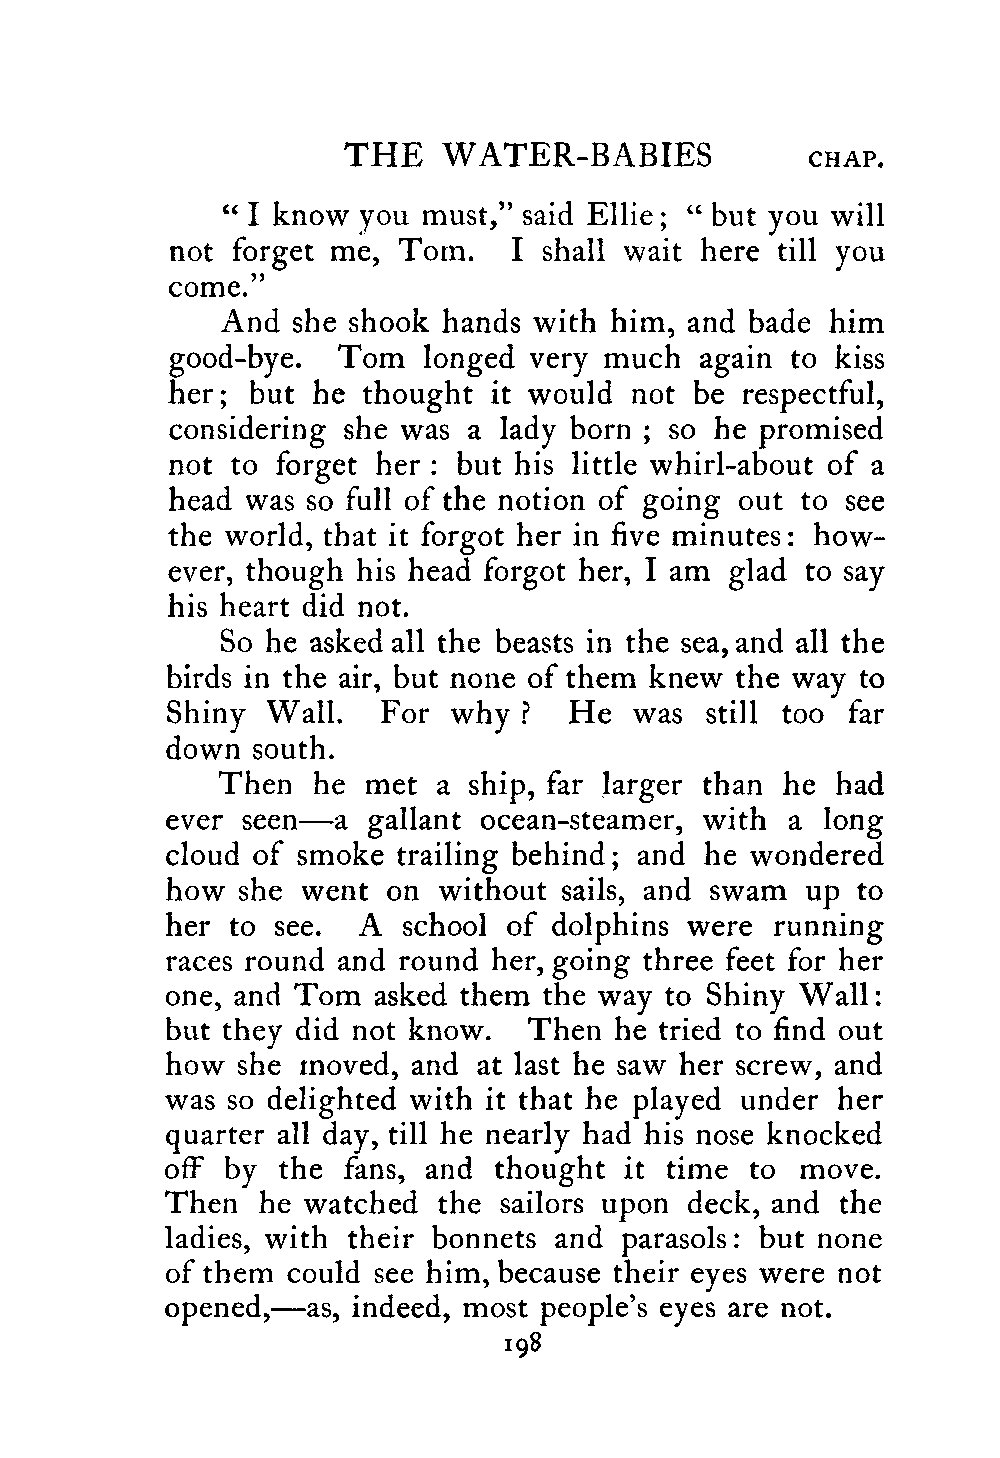 THE WATER-BABIES CHAP.
“ I know you must,” said Ellie ; “ but you will
not forget me, Tom. I shall wait here till you
come.”
And she shook hands with him, and bade him
good-bye. Tom longed very much again to kiss
her ; but he thought it would not be respectful,
considering she was a lady born ; so he promised
not to forget her : but his little whirl-about of a
head was so full of the notion of going out to see
the world, that it forgot her in five minutes : how-
ever, though his head forgot her, I am glad to say
his heart did not.
So he asked all the beasts in the sea, and all the
birds in the air, but none of them knew the way to
Shiny Wall. For why ? He was still too far
down south.
Then he met a ship, far larger than he had
ever seen—a gallant ocean-steamer, with a long
cloud of smoke trailing behind ; and he wondered
how she went on without sails, and swam up to
her to see. A school of dolphins were running
races round and round her, going three feet for her
one, and Tom asked them the way to Shiny Wall :
but they did not know. Then he tried to find out
how she moved, and at last he saw her screw, and
was so delighted with it that he played under her
quarter all day, till he nearly had his nose knocked
off by the fans, and thought it time to move.
Then he watched the sailors upon deck, and the
ladies, with their bonnets and parasols : but none
of them could see him, because their eyes were not
opened,—as, indeed, most people’s eyes are not.
198